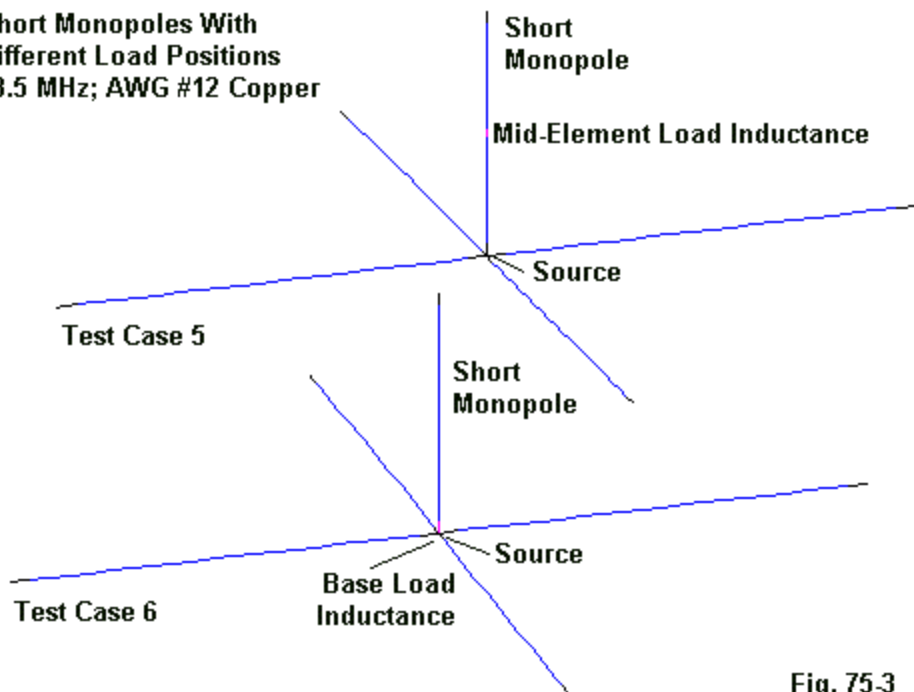 hort Monopoles With
ifferent Load Positions
3.5 MHz; AWG #12 Copper
Short
Monopole
Mid-Element Load Inductance
Source
Test Case 5
Short
Monopole
Source
Base Load
Inductance
Test Case 6
Fig. 75-3